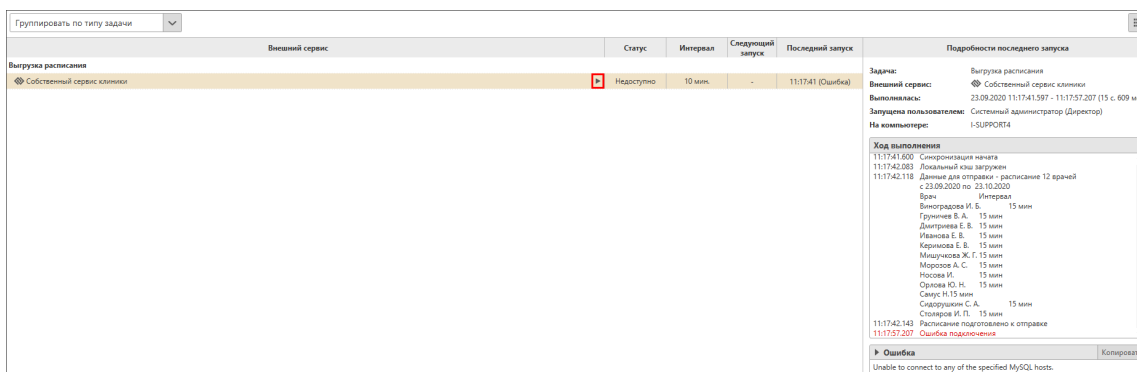 Группировать по типу задачи
Внешний сервис
Статус
Интервал
Следующий запуск
Последний запуск
Подробности последнего запуска
Выгрузка расписания
Собственный сервис клиники
Недоступно
10 мин.
-
11:17:41 (Ошибка)
Задача: Выгрузка расписания
Внешний сервис: Собственный сервис клиники
Выполнялась: 23.09.2020 11:17:41.597 - 11:17:57.207 (15 с. 609 м
Запущена пользователем: Системный администратор (Директор)
На компьютере: I-SUPPORT4
Ход выполнения
11:17:41.600 Синхронизация начата
11:17:42.083 Локальный кэш загружен
11:17:42.118 Данные для отправки - расписание 12 врачей
с 23.09.2020 по 23.10.2020
Врач Интервал
Виноградова И. Б. 15 мин
Груничев В. А. 15 мин
Дмитриева Е. В. 15 мин
Иванова Е. В. 15 мин
Керимова Е. В. 15 мин
Мишучкова Ж. Г. 15 мин
Морозов А. С. 15 мин
Носова И. 15 мин
Орлова Ю. Н. 15 мин
Самус Н.15 мин
Сидорушкин С. А. 15 мин
Столяров И. П. 15 мин
11:17:42.143 Расписание подготовлено к отправке
11:17:57.207 Ошибка подключения
Ошибка
Копироват
Unable to connect to any of the specified MySQL hosts.